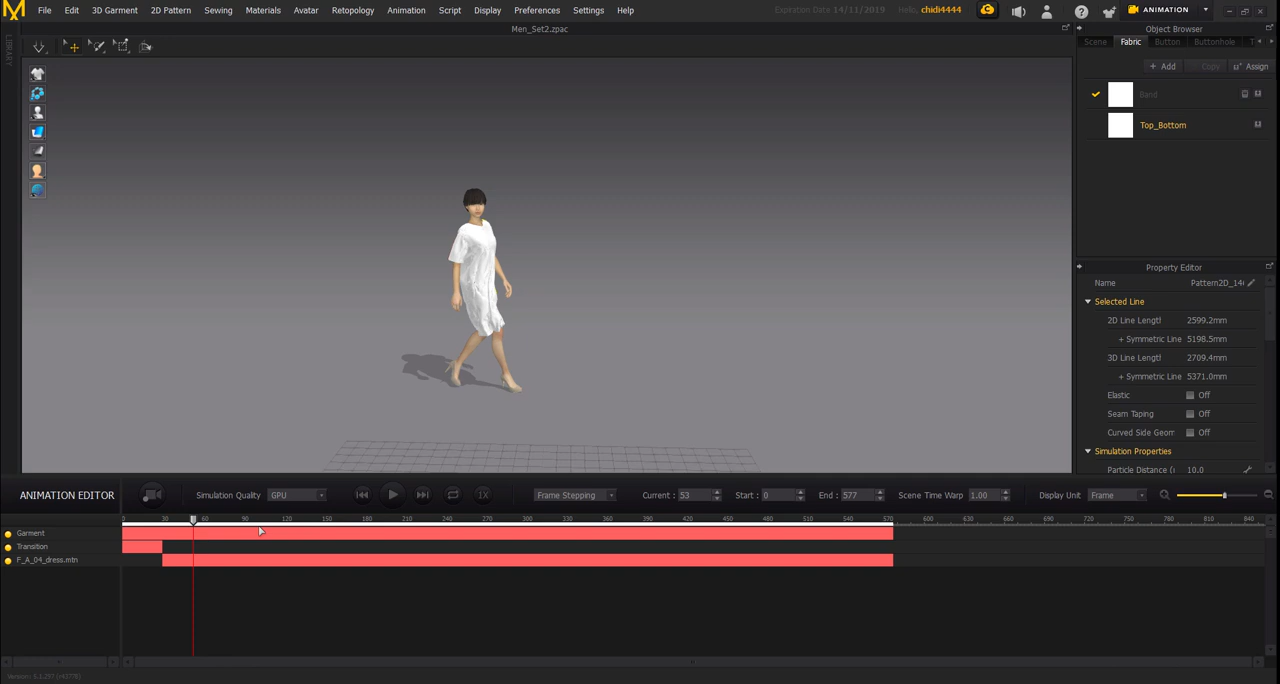 File Edit 3D Garment 2D Pattern Sewing Materials Avatar Retopology Animation Script Display Preferences Settings Help Expiration Date 14/11/2019 Hello, chidi4444 ANIMATION
LIBRARY
Men_Set2.zpac
Object Browser
Scene Fabric Button Buttonhole
+ Add Copy Assign
Band
Top_Bottom
Property Editor
Name Pattern2D_14
Selected Line
2D Line Length 2599.2mm
+ Symmetric Line 5198.5mm
3D Line Length 2709.4mm
+ Symmetric Line 5371.0mm
Elastic Off
Seam Taping Off
Curved Side Geom Off
Simulation Properties
Particle Distance ( 10.0
ANIMATION EDITOR Simulation Quality GPU 1X Frame Stepping Current : 53 Start : 0 End : 577 Scene Time Warp 1.00 Display Unit Frame
0 30 60 90 120 150 180 210 240 270 300 330 360 390 420 450 480 510 540 570 600 630 660 690 720 750 780 810 840
Garment
Transition
F_A_04_dress.mtn